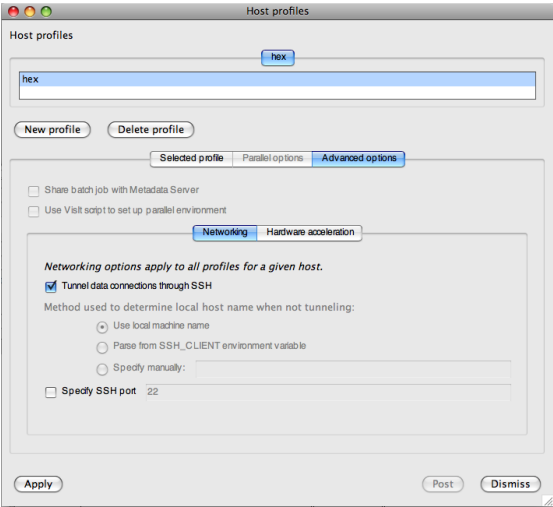 Host profiles
Host profiles
hex
hex
New profile Delete profile
Selected profile Parallel options Advanced options
Share batch job with Metadata Server
Use VisIt script to set up parallel environment
Networking Hardware acceleration
Networking options apply to all profiles for a given host.
Tunnel data connections through SSH
Method used to determine local host name when not tunneling:
Use local machine name
Parse from SSH_CLIENT environment variable
Specify manually:
Specify SSH port 22
Apply Post Dismiss